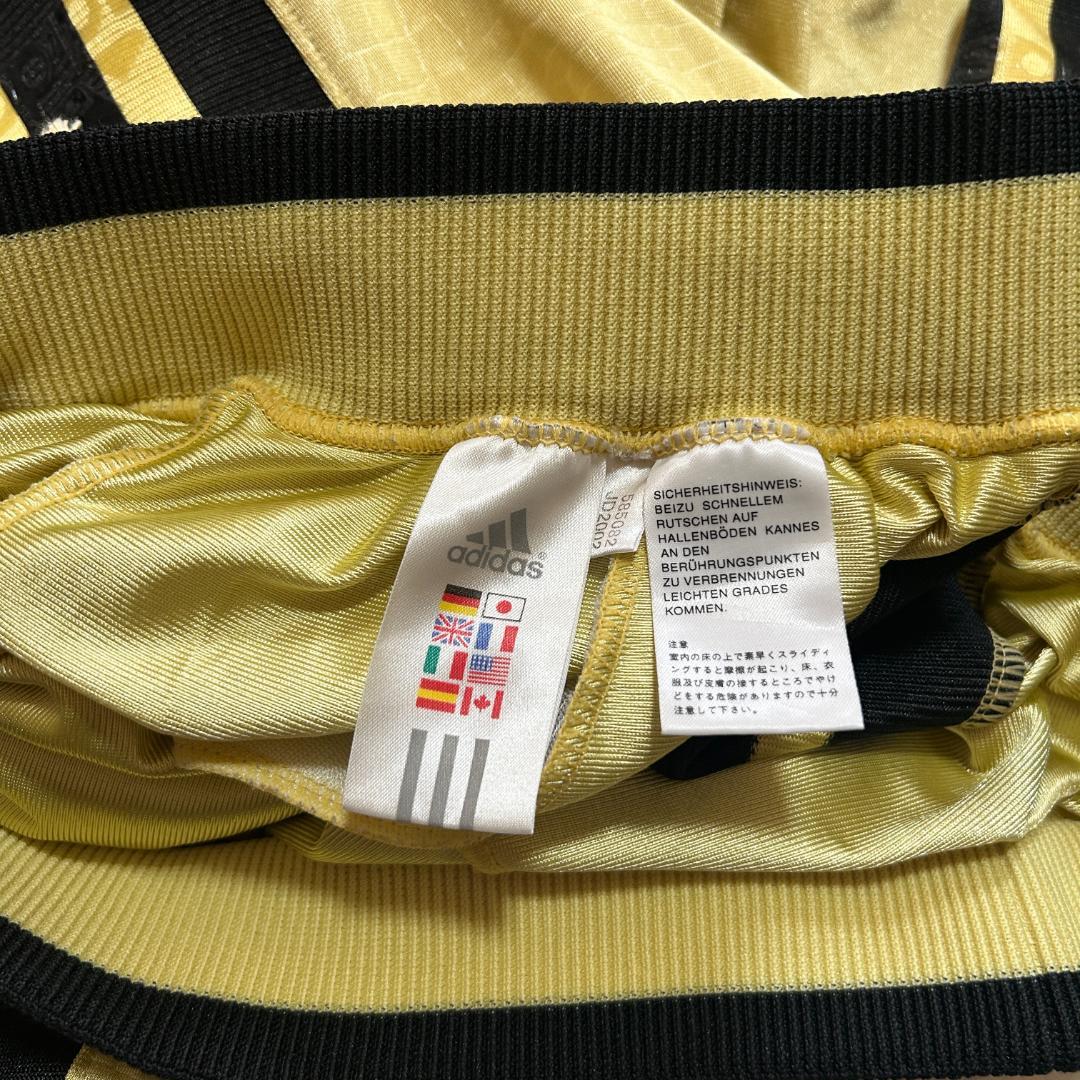 adidas®
585082
JD2002
SICHERHEITSHINWEIS:
BEIZU SCHNELLEM
RUTSCHEN AUF
HALLENBÖDEN KANNES
AN DEN
BERÜHRUNGSPUNKTEN
ZU VERBRENNUNGEN
LEICHTEN GRADES
KOMMEN.
注意
室内の床の上で素早くスライディ
ングすると摩擦が起こり、床、衣
服及び皮膚の接するところでやけ
どをする危険がありますので十分
注意して下さい。